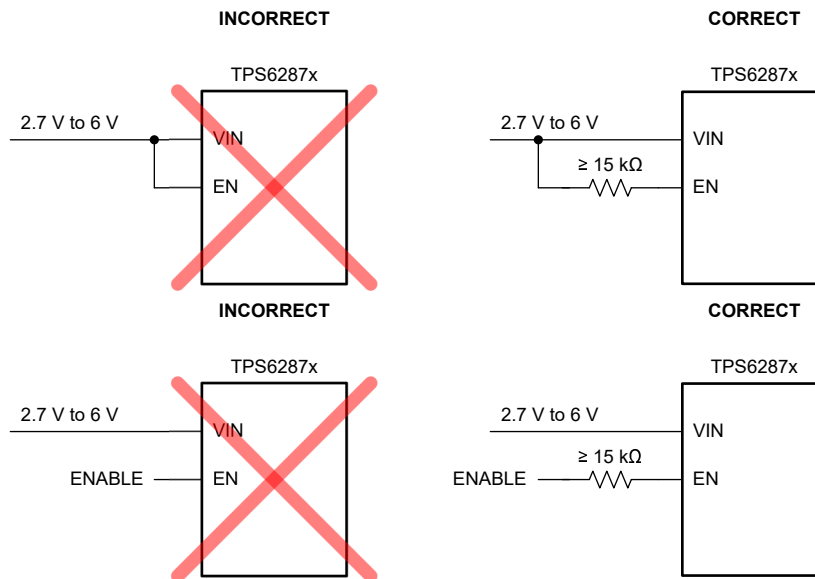 INCORRECT
CORRECT
TPS6287x
TPS6287x
2.7 V to 6 V
2.7 V to 6 V
VIN
VIN
≥ 15 kΩ
EN
EN
INCORRECT
CORRECT
TPS6287x
TPS6287x
2.7 V to 6 V
2.7 V to 6 V
VIN
VIN
≥ 15 kΩ
ENABLE
EN
ENABLE
EN